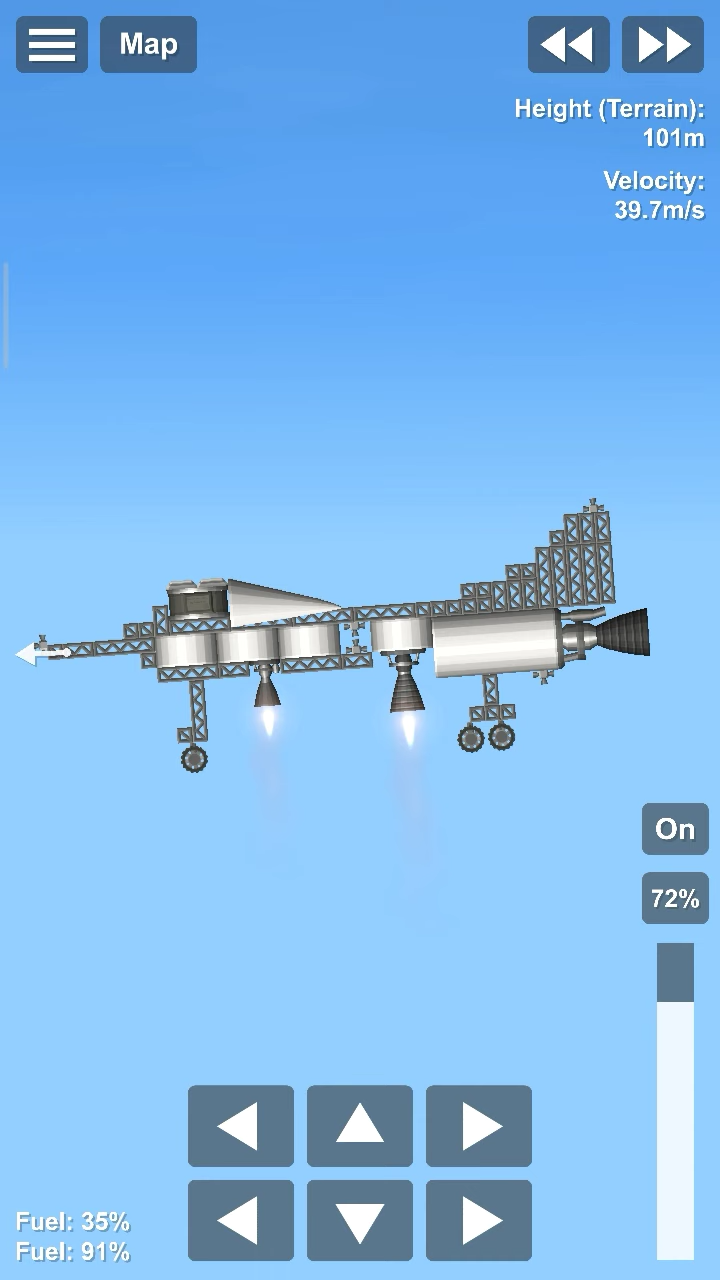 Map
Height (Terrain):
101m
Velocity:
39.7m/s
On
72%
Fuel: 35%
Fuel: 91%